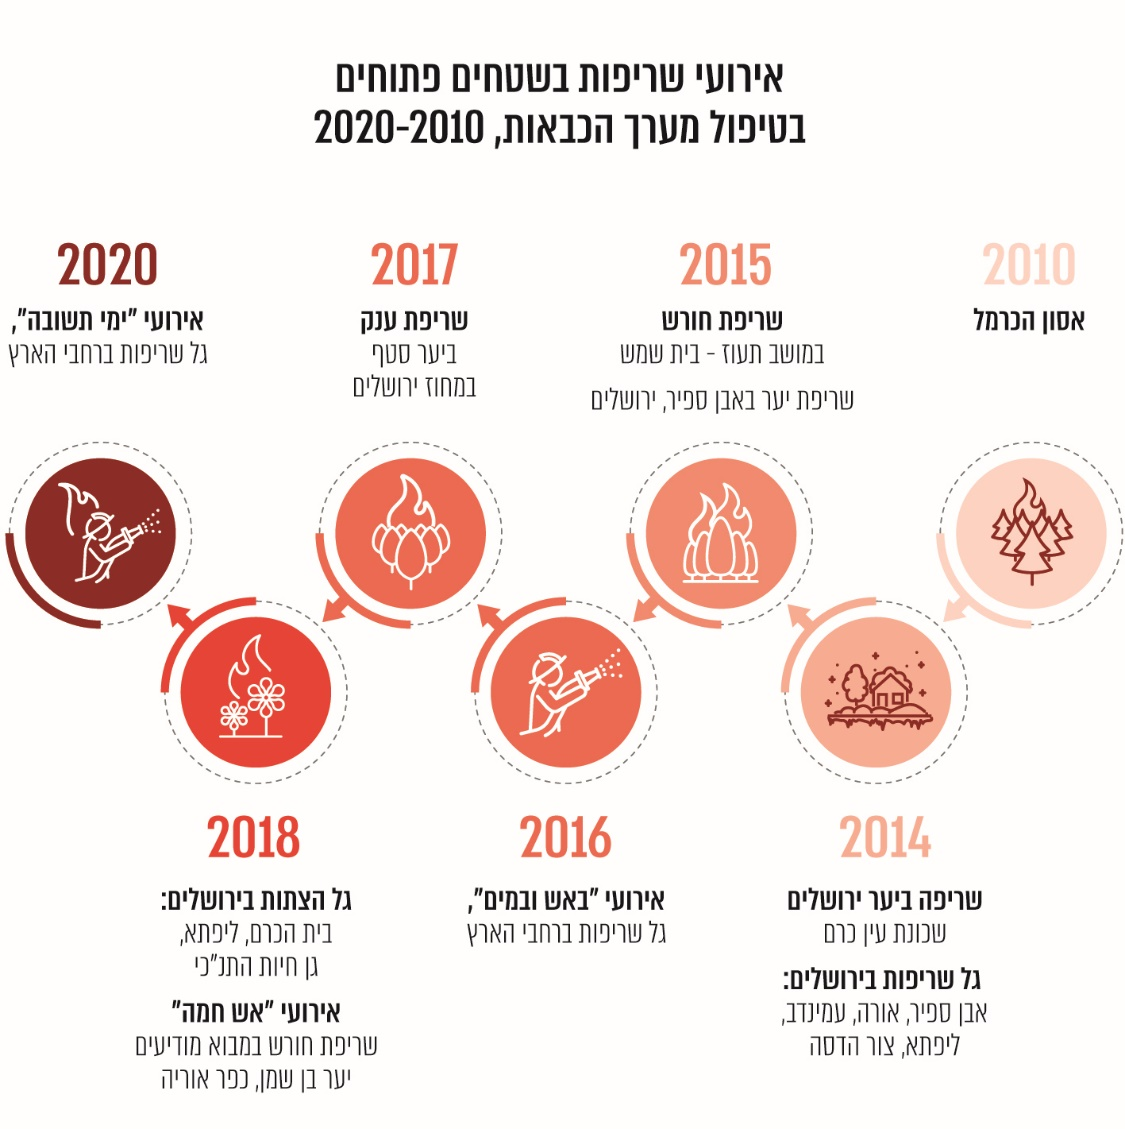 אירועי שריפות בשטחים פתוחים
בטיפול מערך הכבאות, 2020-2010
2010
אסון הכרמל
2014
שריפה ביער ירושלים
שכונת עין כרם
גל שריפות בירושלים:
אבן ספיר, אורה, עמינדב,
ליפתא, צור הדסה
2015
שריפת חורש
במושב תעוז - בית שמש
שריפת יער באבן ספיר, ירושלים
2016
אירועי "באש ובמים",
גל שריפות ברחבי הארץ
2017
שריפת ענק
ביער סטף
במחוז ירושלים
2018
גל הצתות בירושלים:
בית הכרם, ליפתא,
גן חיות התנ"כי
אירועי "אש חמה"
שריפת חורש במבוא מודיעים
יער בן שמן, כפר אוריה
2020
אירועי "ימי תשובה",
גל שריפות ברחבי הארץ